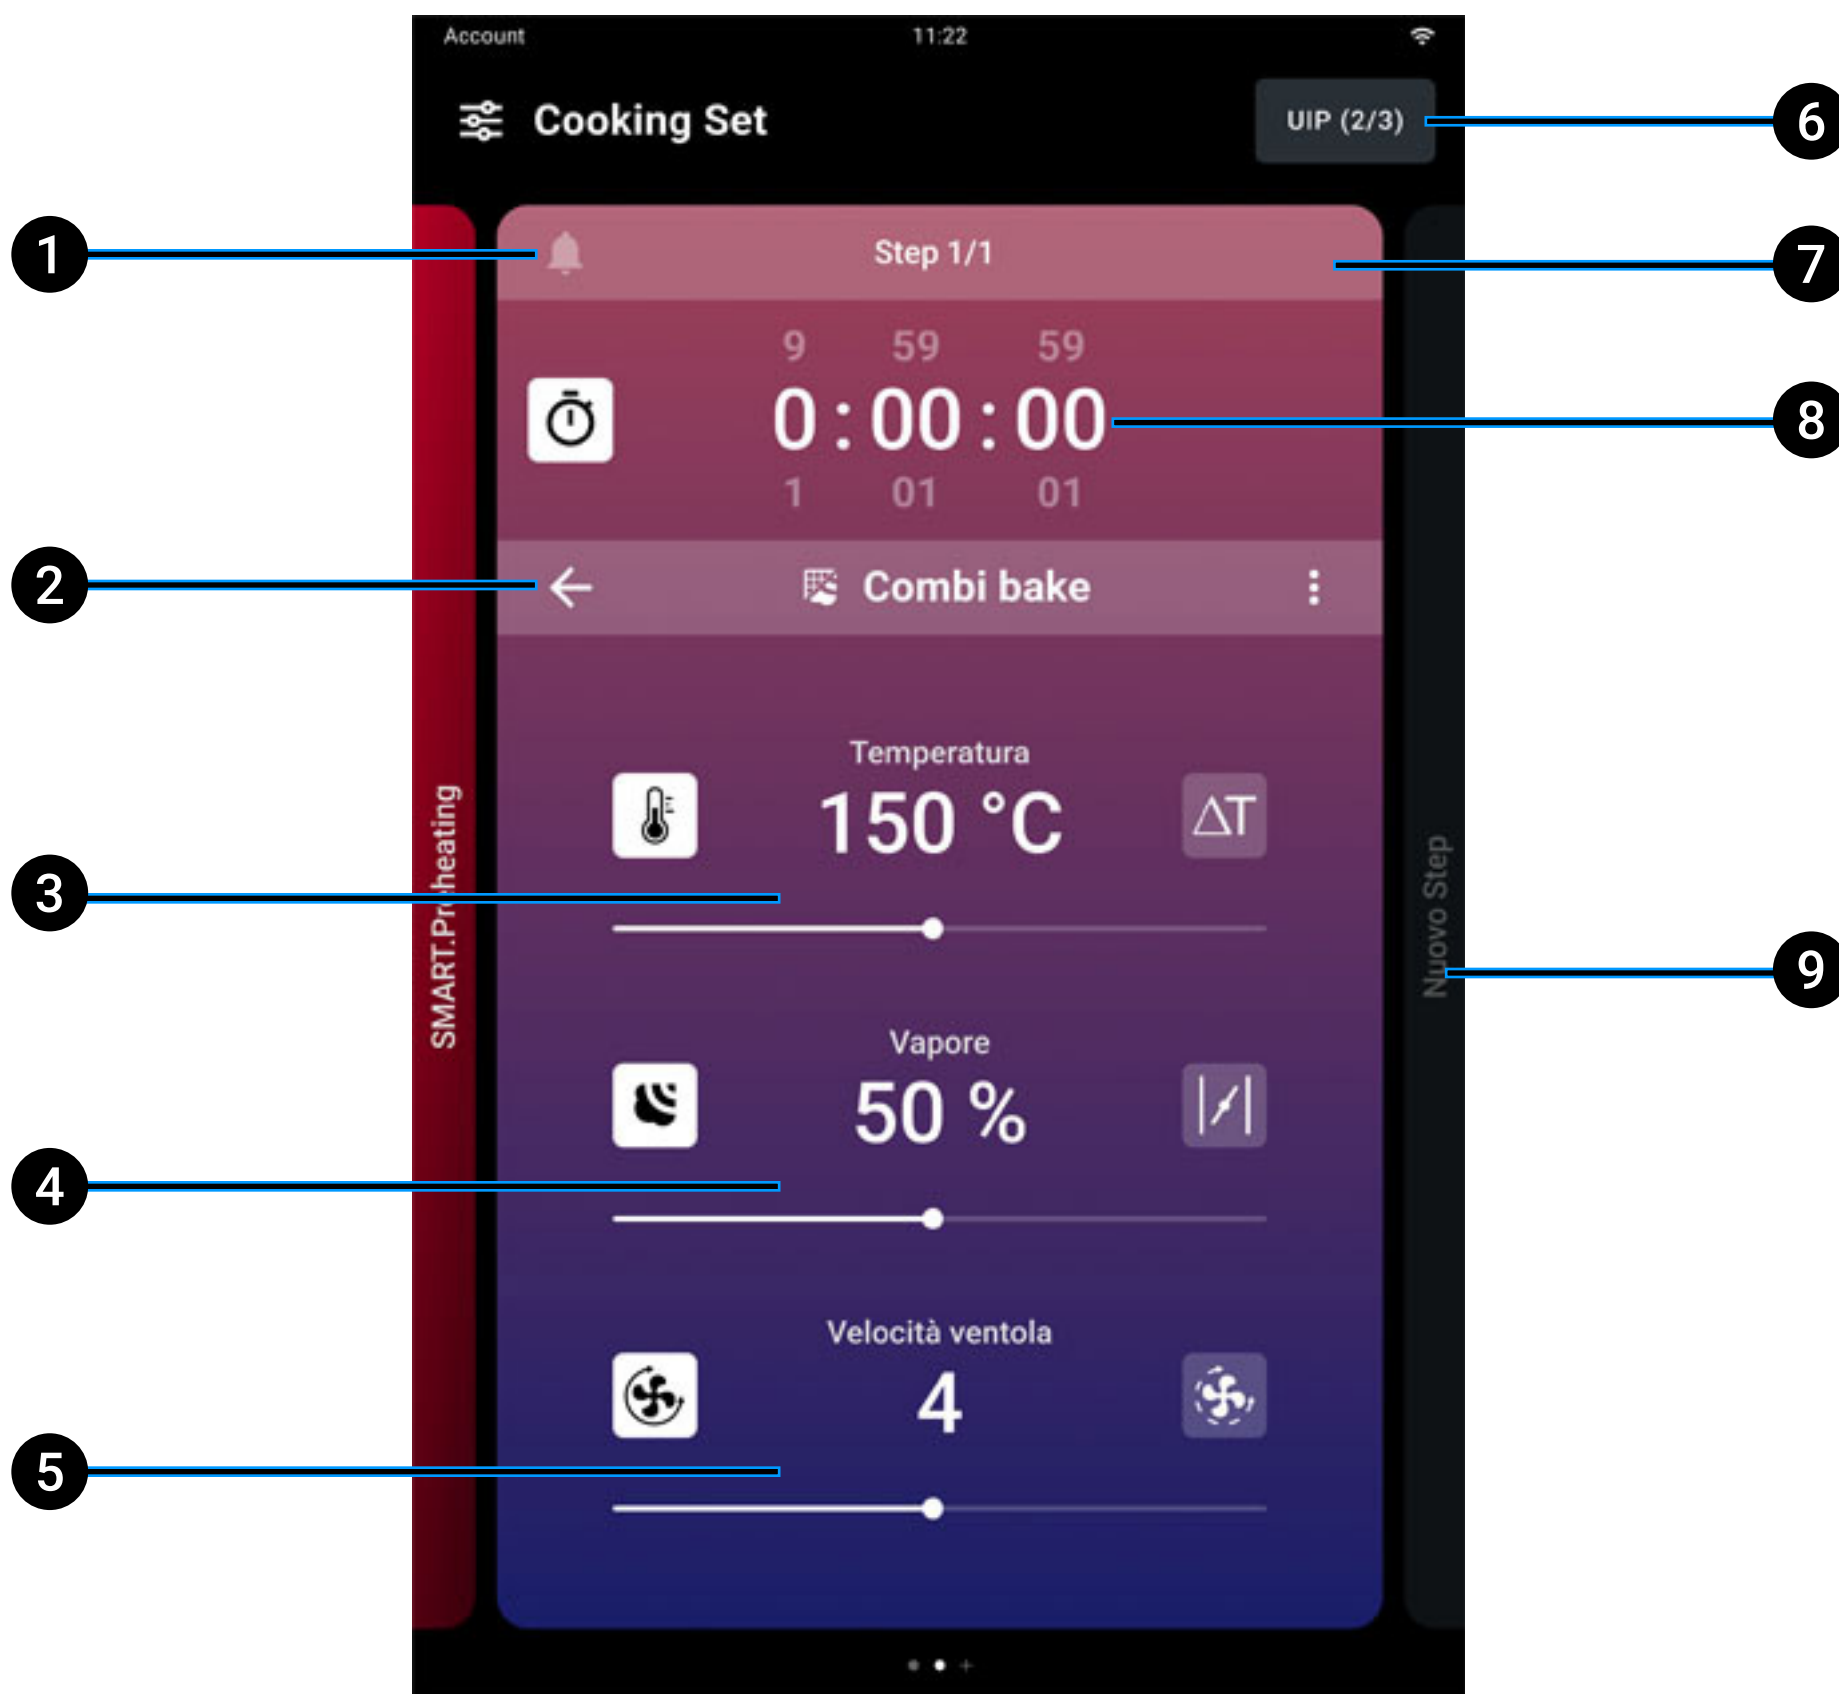 Account 11:22
Cooking Set UIP (2/3) 6
1 Step 1/1 7
9 59 59
0 : 00 : 00 8
1 01 01
2 Combi bake
Temperatura
150 °C ΔT
3
SMART.Preheating
Nuovo Step
9
Vapore
50 %
4
Velocità ventola
4
5